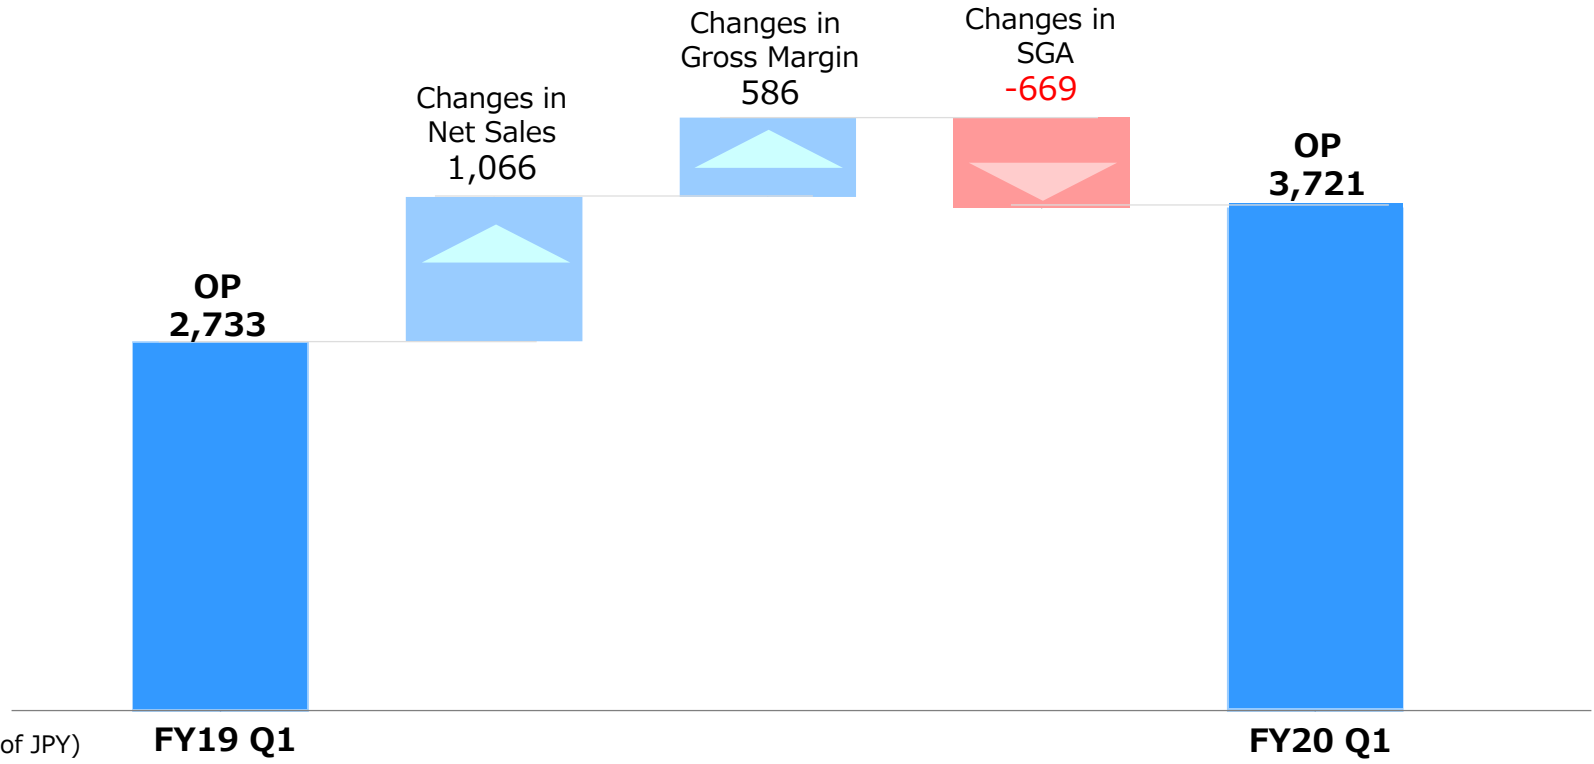 Changes in
Gross Margin
586
Changes in
SGA
-669
Changes in
Net Sales
1,066
OP
3,721
OP
2,733
of JPY)
FY19 Q1
FY20 Q1